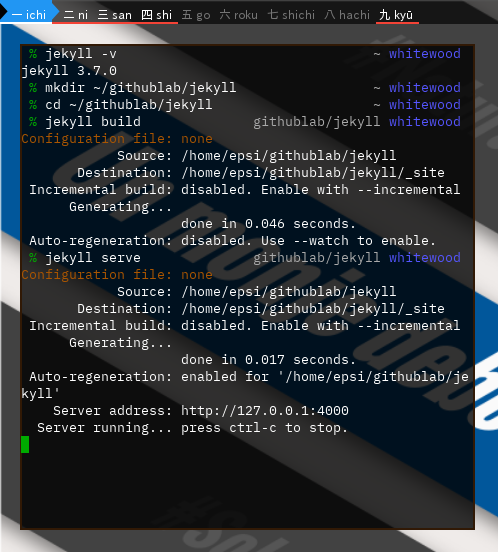 一 ichi 二 ni 三 san 四 shi 五 go 六 roku 七 shichi 八 hachi 九 kyū
% jekyll -v ~ whitewood
jekyll 3.7.0
% mkdir ~/githublab/jekyll ~ whitewood
% cd ~/githublab/jekyll ~ whitewood
% jekyll build githublab/jekyll whitewood
Configuration file: none
Source: /home/epsi/githublab/jekyll
Destination: /home/epsi/githublab/jekyll/_site
Incremental build: disabled. Enable with --incremental
Generating...
done in 0.046 seconds.
Auto-regeneration: disabled. Use --watch to enable.
% jekyll serve githublab/jekyll whitewood
Configuration file: none
Source: /home/epsi/githublab/jekyll
Destination: /home/epsi/githublab/jekyll/_site
Incremental build: disabled. Enable with --incremental
Generating...
done in 0.017 seconds.
Auto-regeneration: enabled for '/home/epsi/githublab/je
kyll'
Server address: http://127.0.0.1:4000
Server running... press ctrl-c to stop.